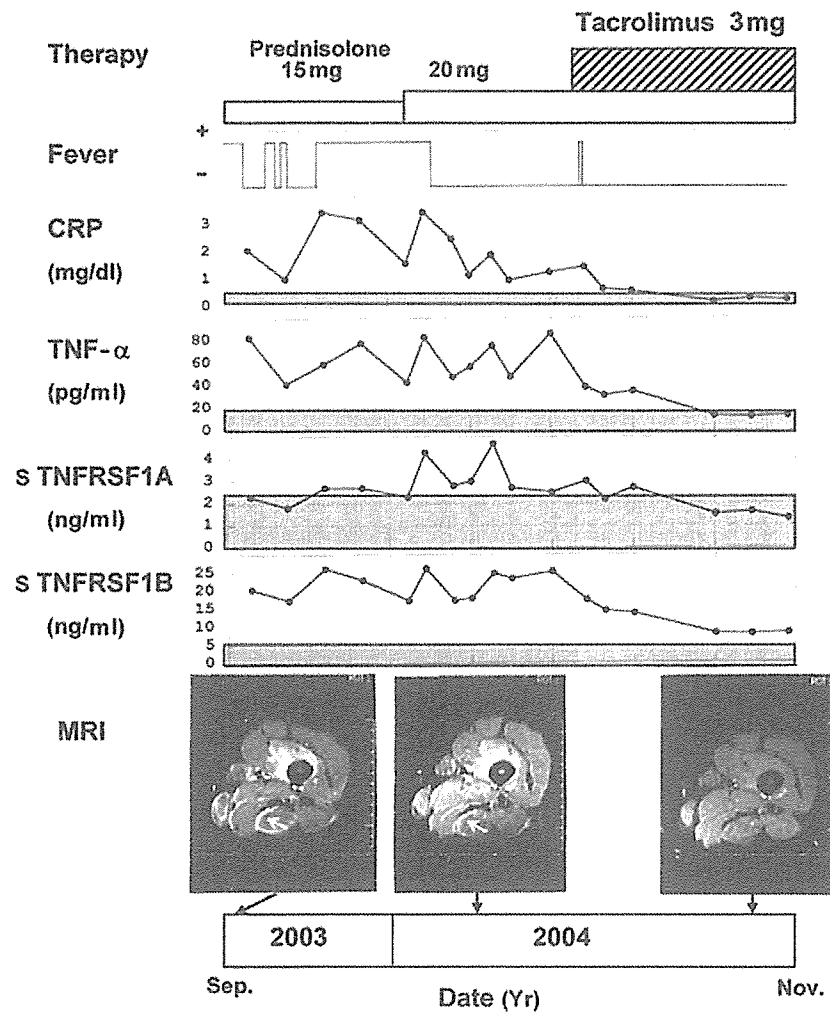 Tacrolimus 3mg
Therapy
Prednisolone
15mg
20mg
+
Fever
-
CRP
(mg/dl)
3
2
1
0
TNF-α
(pg/ml)
80
60
40
20
0
s TNFRSF1A
(ng/ml)
4
3
2
1
0
s TNFRSF1B
(ng/ml)
25
20
15
10
5
0
MRI
2003
2004
Sep.
Nov.
Date (Yr)